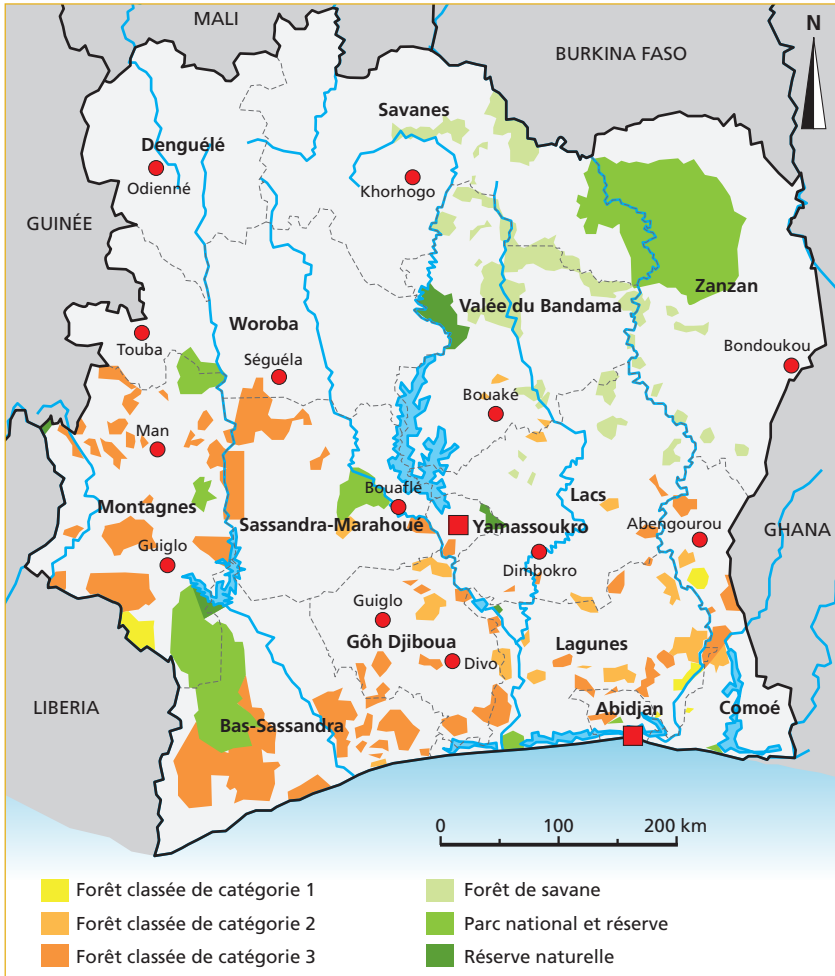 MALI
BURKINA FASO
N
Savanes
Denguélé
Odienné
Khorhogo
GUINÉE
Zanzan
Valée du Bandama
Woroba
Touba
Séguéla
Bondoukou
Bouaké
Man
Bouaflé
Lacs
Montagnes
Sassandra-Marahoué
Yamassoukro
Abengourou
GHANA
Guiglo
Dimbokro
Guiglo
Gôh Djiboua
Lagunes
Divo
LIBERIA
Bas-Sassandra
Abidjan
Comoé
0 100 200 km
Forêt classée de catégorie 1
Forêt classée de catégorie 2
Forêt classée de catégorie 3
Forêt de savane
Parc national et réserve
Réserve naturelle